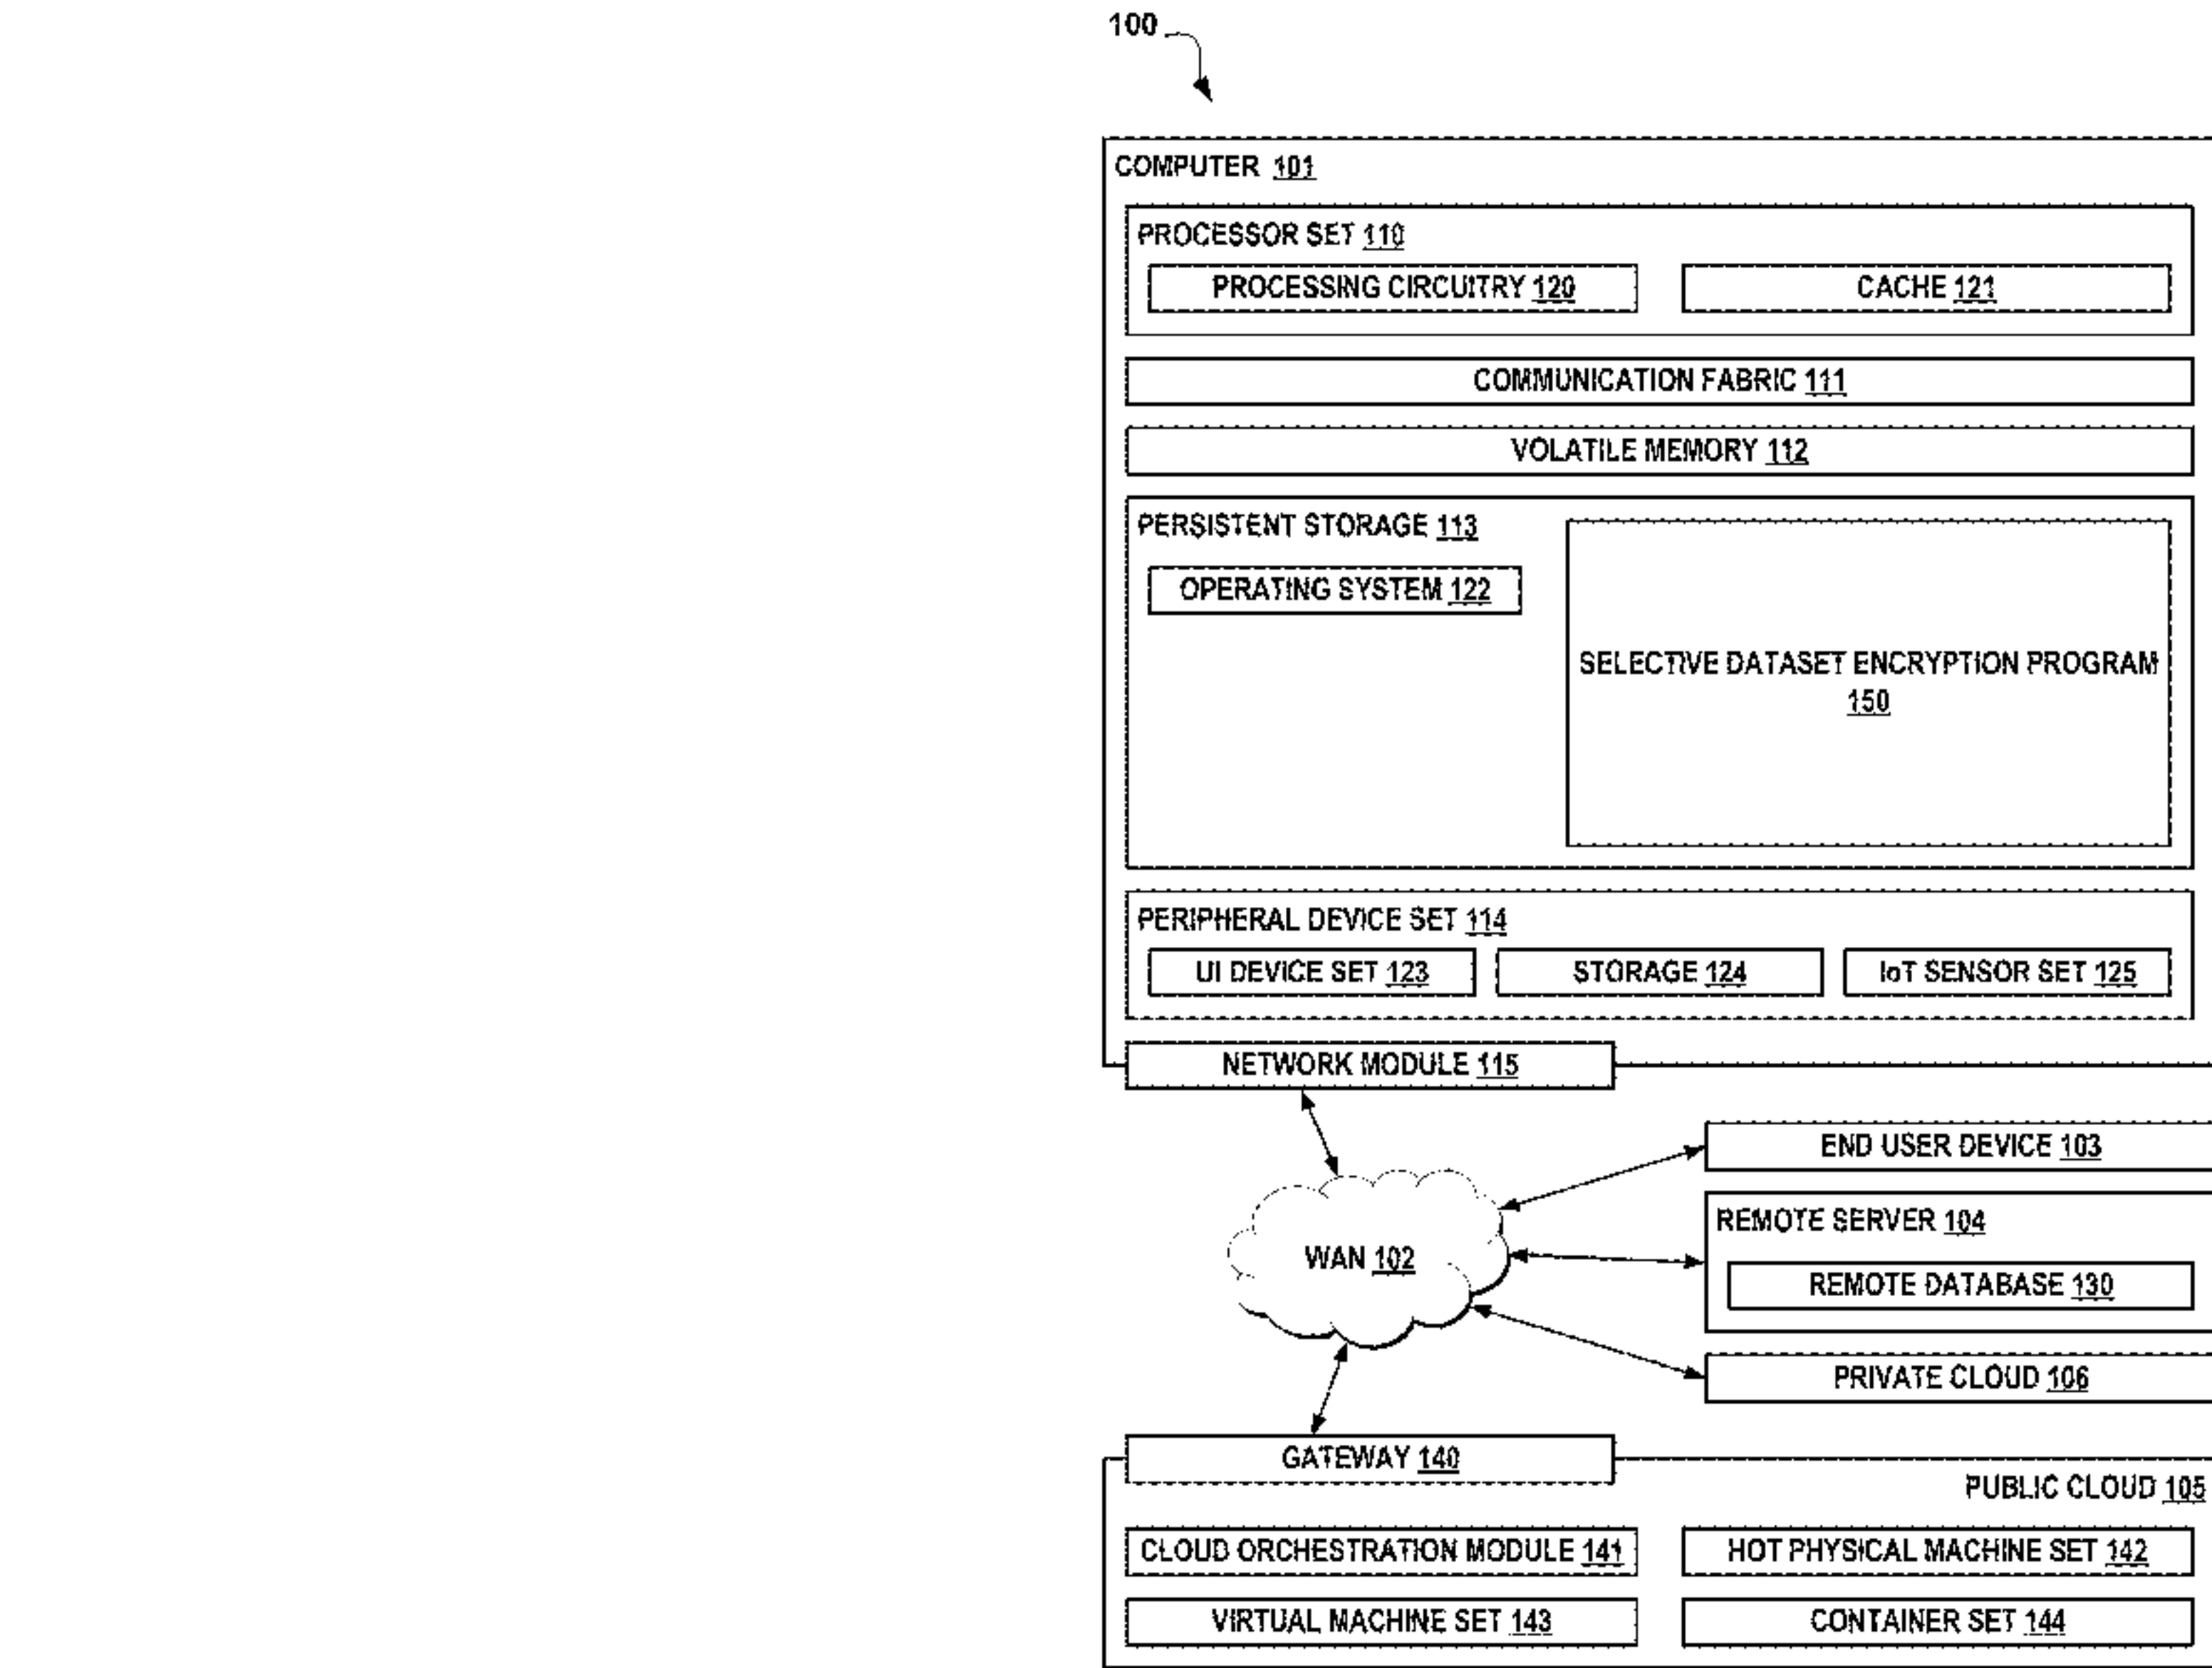 100
COMPUTER 101
PROCESSOR SET 110
PROCESSING CIRCUITRY 120
CACHE 121
COMMUNICATION FABRIC 111
VOLATILE MEMORY 112
PERSISTENT STORAGE 113
OPERATING SYSTEM 122
SELECTIVE DATASET ENCRYPTION PROGRAM
150
PERIPHERAL DEVICE SET 114
UI DEVICE SET 123
STORAGE 124
IoT SENSOR SET 125
NETWORK MODULE 115
END USER DEVICE 103
REMOTE SERVER 104
WAN 102
REMOTE DATABASE 130
PRIVATE CLOUD 106
GATEWAY 140
PUBLIC CLOUD 105
CLOUD ORCHESTRATION MODULE 141
HOT PHYSICAL MACHINE SET 142
VIRTUAL MACHINE SET 143
CONTAINER SET 144